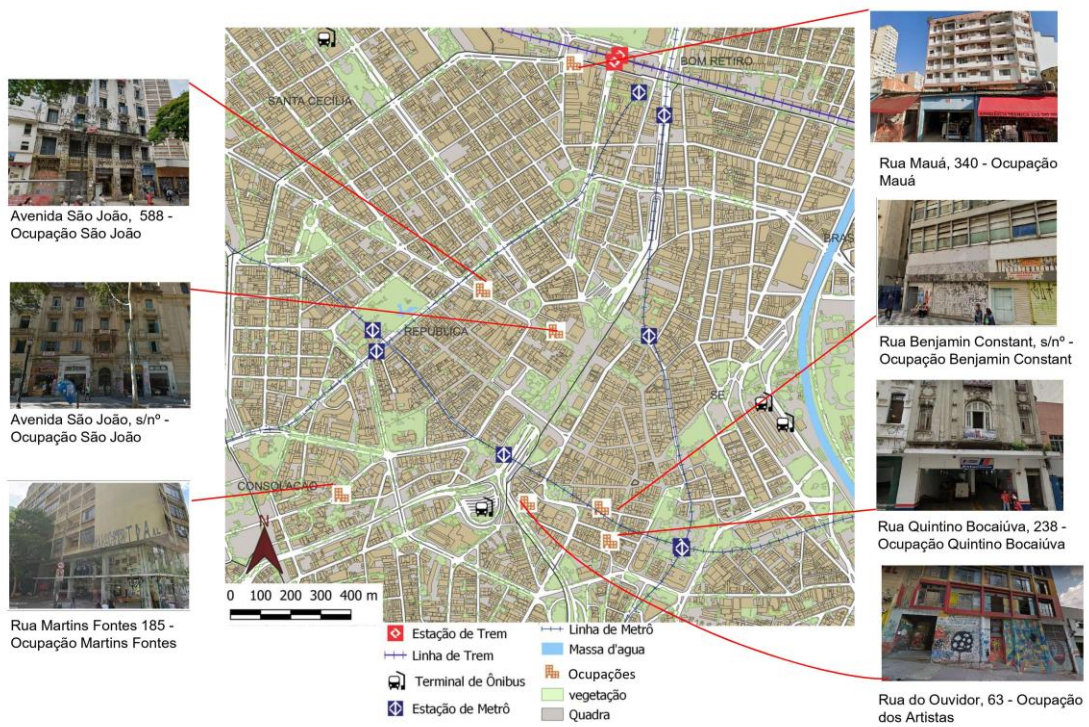 Avenida São João,  588 -
Ocupação São João
Avenida São João, s/nº -
Ocupação São João
Rua Martins Fontes 185 -
Ocupação Martins Fontes
SANTA CECÍLIA
BOM RETIRO
BRÁS
REPÚBLICA
SÉ
CONSOLAÇÃO
N
0 100 200 300 400 m
Estação de Trem
Linha de Trem
Terminal de Ônibus
Estação de Metrô
Linha de Metrô
Massa d'agua
Ocupações
vegetação
Quadra
Rua Mauá, 340 - Ocupação
Mauá
Rua Benjamin Constant, s/nº -
Ocupação Benjamin Constant
Rua Quintino Bocaiúva, 238 -
Ocupação Quintino Bocaiúva
Rua do Ouvidor, 63 - Ocupação
dos Artistas